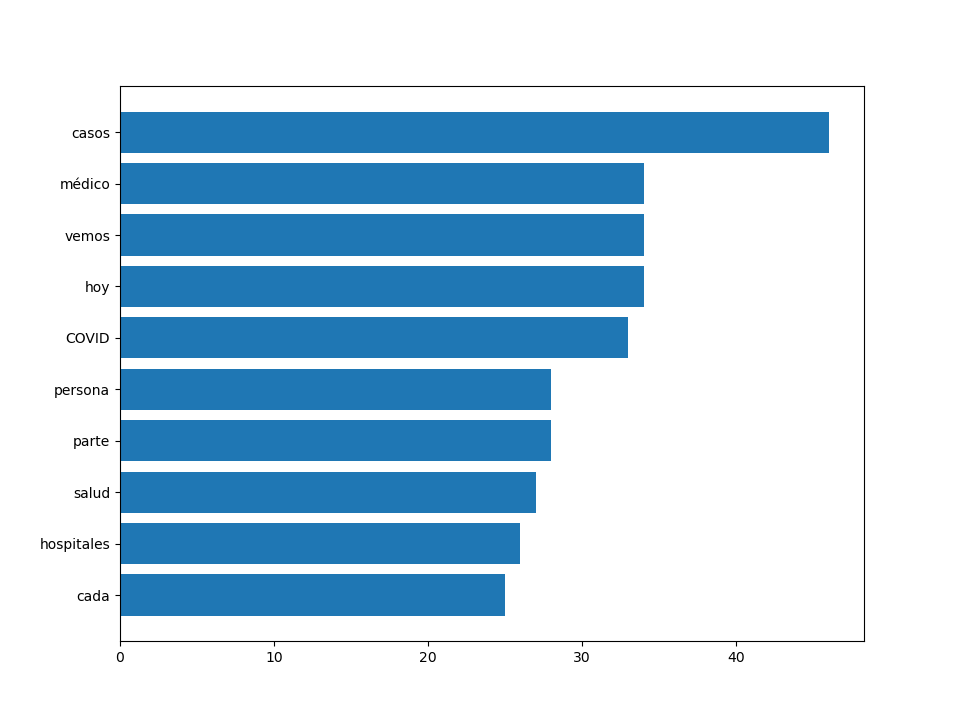 casos
médico
vemos
hoy
COVID
persona
parte
salud
hospitales
cada
0 10 20 30 40